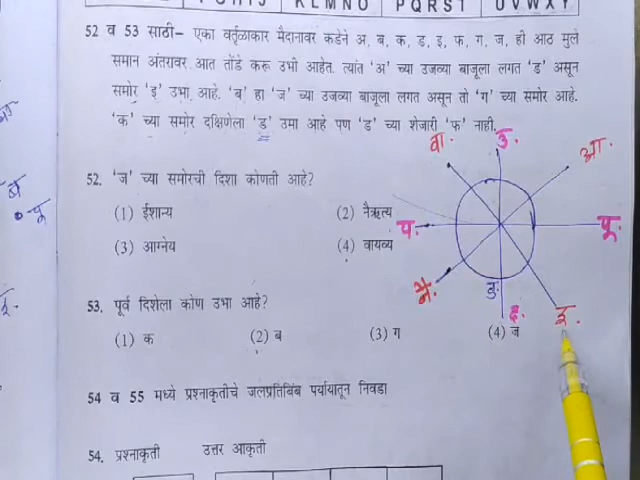 K L M N O P Q R S T U V W X Y
52 व 53 साठी- एका वर्तुळाकार मैदानावर कडेने अ, ब, क, ड, इ, फ, ग, ज, ही आठ मुले
समान अंतरावर आत तोंडे करू उभी आहेत. त्यांत 'अ' च्या उजव्या बाजूला लगत 'ड' असून
समोर 'इ' उभा आहे. 'ब' हा 'ज' च्या उजव्या बाजूला लगत असून तो 'ग' च्या समोर आहे.
'क' च्या समोर दक्षिणेला 'ड' उमा आहे पण 'ड' च्या शेजारी 'फ' नाही.
वा. उ. आ.
52. 'ज' च्या समोरची दिशा कोणती आहे?
(1) ईशान्य (2) नैऋत्य
प. पू.
(3) आग्नेय (4) वायव्य
नै. ड. द. इ.
53. पूर्व दिशेला कोण उभा आहे?
(1) क (2) ब (3) ग (4) ज
54 व 55 मध्ये प्रश्नाकृतीचे जलप्रतिबिंब पर्यायातून निवडा
54. प्रश्नाकृती उत्तर आकृती